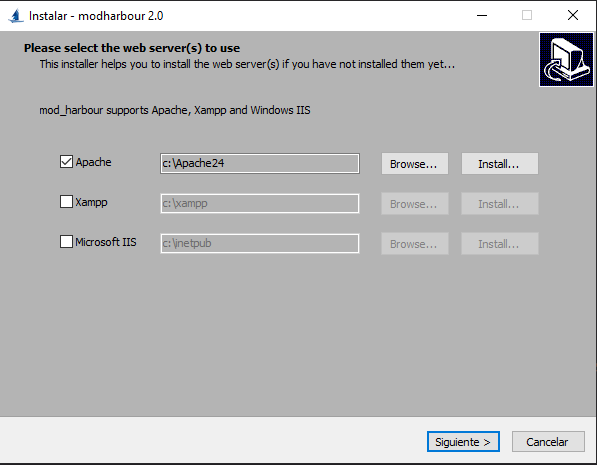 Instalar - modharbour 2.0
Please select the web server(s) to use
This installer helps you to install the web server(s) if you have not installed them yet...
mod_harbour supports Apache, Xampp and Windows IIS
Apache c:\Apache24 Browse... Install...
Xampp c:\xampp Browse... Install...
Microsoft IIS c:\inetpub Browse... Install...
Siguiente > Cancelar